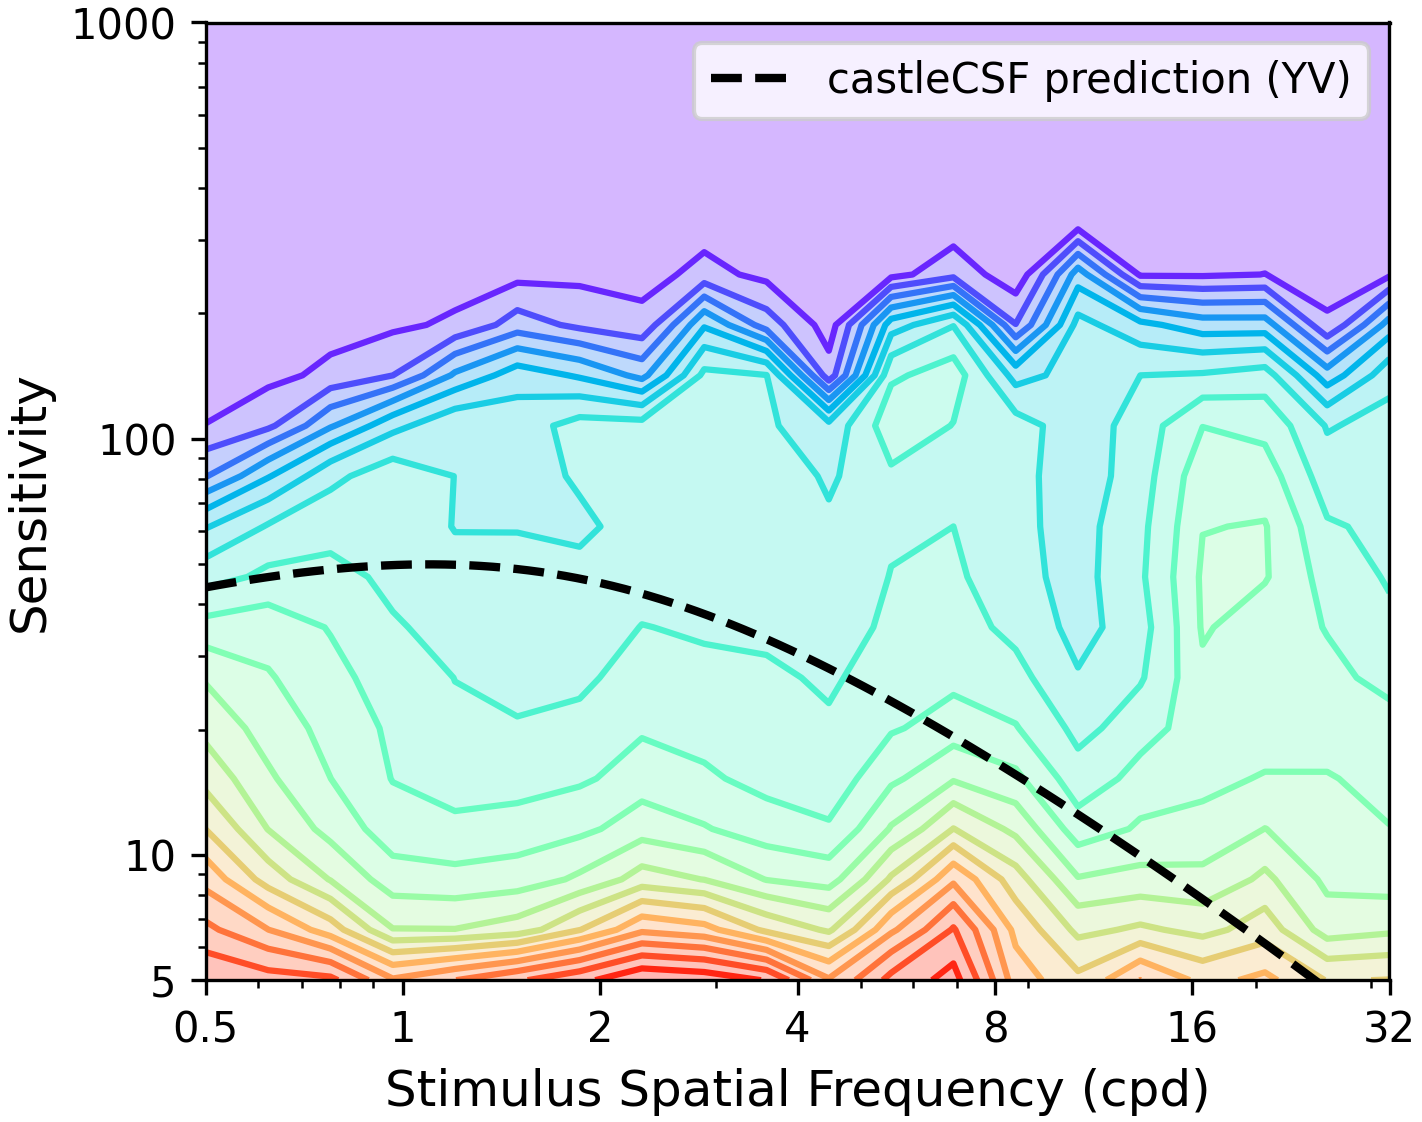 1000
castleCSF prediction (YV)
100
Sensitivity
10
5
0.5 1 2 4 8 16 32
Stimulus Spatial Frequency (cpd)